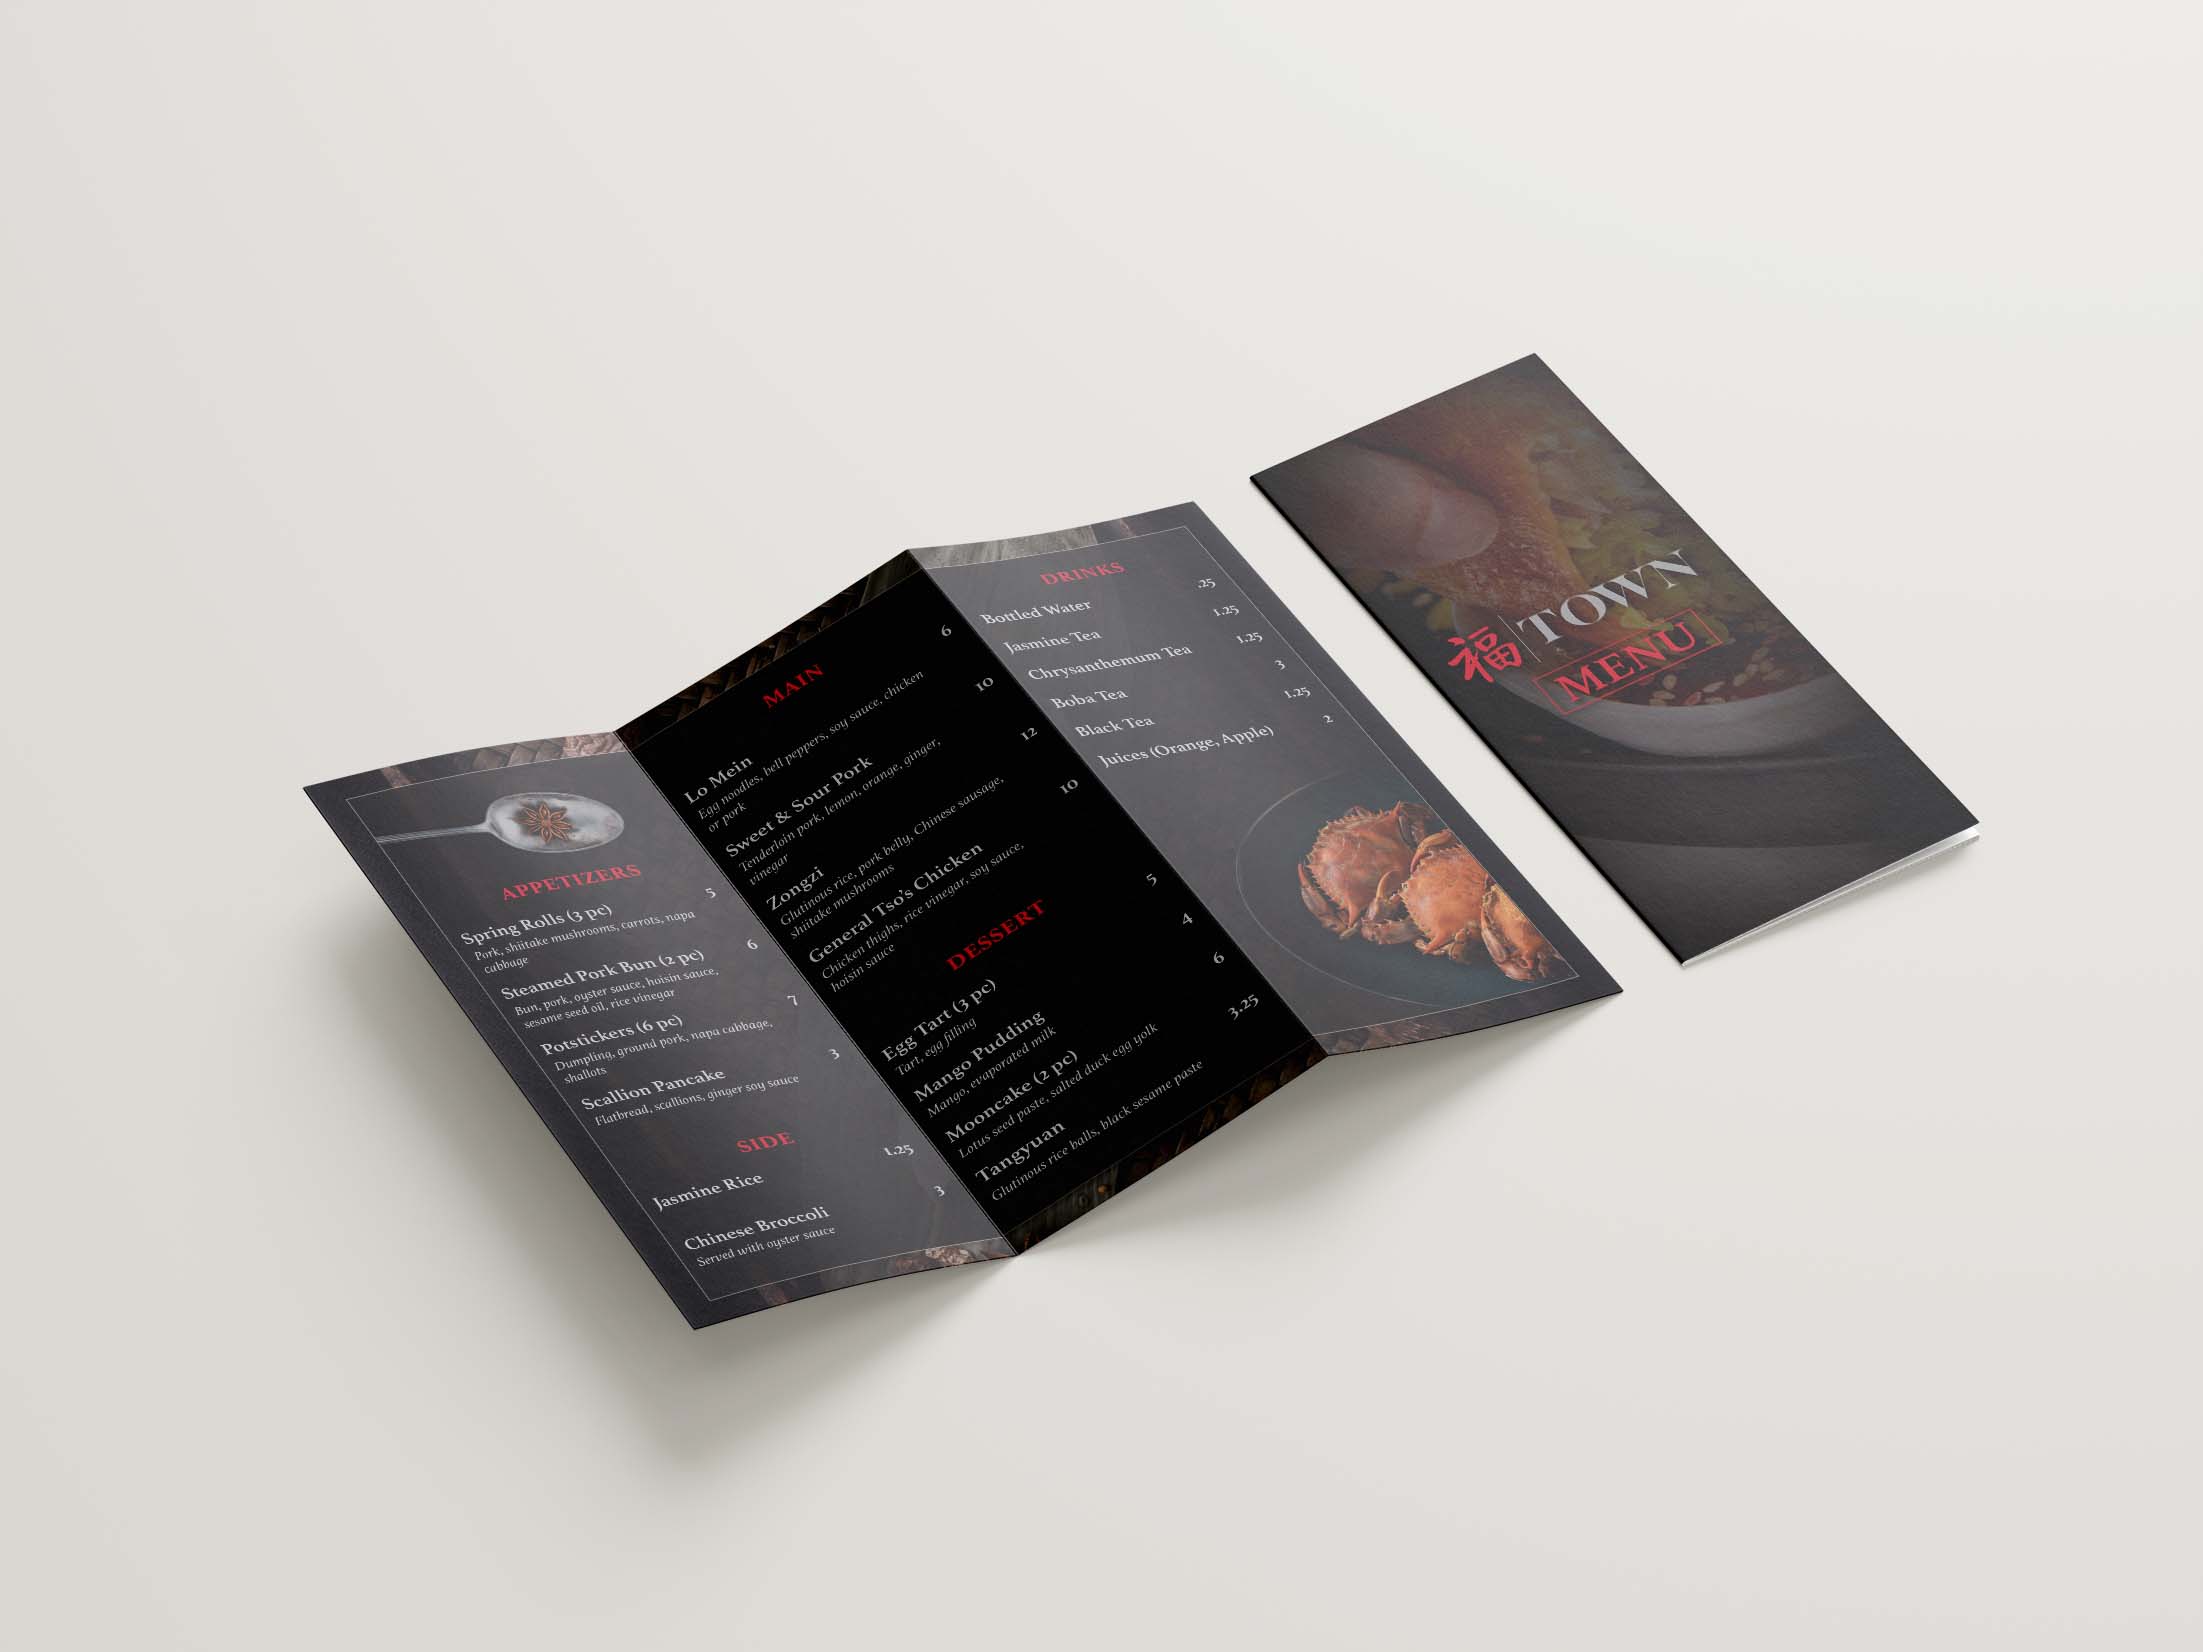 APPETIZERS
Spring Rolls (3 pc) 5
Pork, shiitake mushrooms, carrots, napa
cabbage
Steamed Pork Bun (2 pc) 6
Bun, pork, oyster sauce, hoisin sauce,
sesame seed oil, rice vinegar
Potstickers (6 pc) 7
Dumpling, ground pork, napa cabbage,
shallots
Scallion Pancake 3
Flatbread, scallions, ginger soy sauce
SIDE
Jasmine Rice 1.25
Chinese Broccoli 3
Served with oyster sauce
MAIN
Lo Mein 6
Egg noodles, bell peppers, soy sauce, chicken
or pork
Sweet & Sour Pork 10
Tenderloin pork, lemon, orange, ginger,
vinegar
Zongzi 12
Glutinous rice, pork belly, Chinese sausage,
shiitake mushrooms
General Tso's Chicken 10
Chicken thighs, rice vinegar, soy sauce,
hoisin sauce
DESSERT
Egg Tart (3 pc) 5
Tart, egg filling
Mango Pudding 4
Mango, evaporated milk
Mooncake (2 pc) 6
Lotus seed paste, salted duck egg yolk
Tangyuan 3.25
Glutinous rice balls, black sesame paste
DRINKS
Bottled Water .25
Jasmine Tea 1.25
Chrysanthemum Tea 1.25
Boba Tea 3
Black Tea 1.25
Juices (Orange, Apple) 2
福 TOWN
MENU